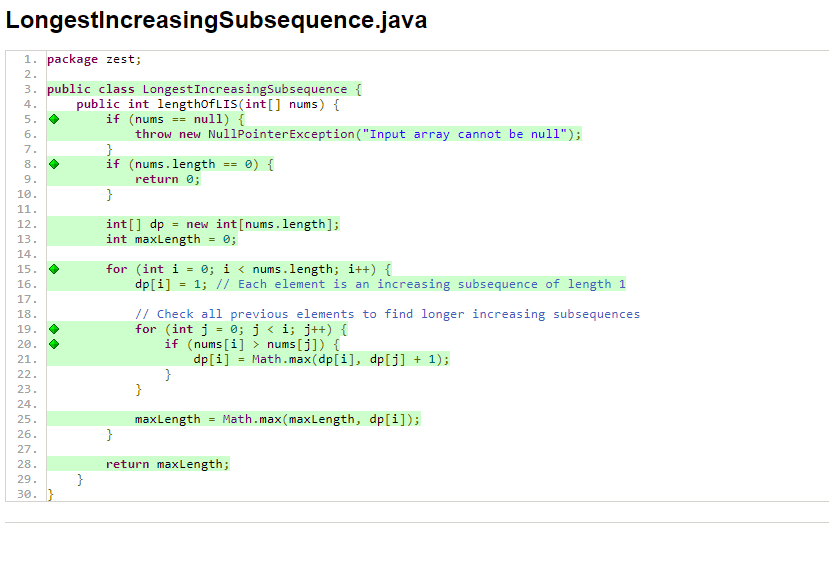 LongestIncreasingSubsequence.java
1. package zest;
2.
3. public class LongestIncreasingSubsequence {
4.     public int lengthOfLIS(int[] nums) {
5.         if (nums == null) {
6.             throw new NullPointerException("Input array cannot be null");
7.         }
8.         if (nums.length == 0) {
9.             return 0;
10.         }
11.
12.         int[] dp = new int[nums.length];
13.         int maxLength = 0;
14.
15.         for (int i = 0; i < nums.length; i++) {
16.             dp[i] = 1; // Each element is an increasing subsequence of length 1
17.
18.             // Check all previous elements to find longer increasing subsequences
19.             for (int j = 0; j < i; j++) {
20.                 if (nums[i] > nums[j]) {
21.                     dp[i] = Math.max(dp[i], dp[j] + 1);
22.                 }
23.             }
24.
25.             maxLength = Math.max(maxLength, dp[i]);
26.         }
27.
28.         return maxLength;
29.     }
30. }